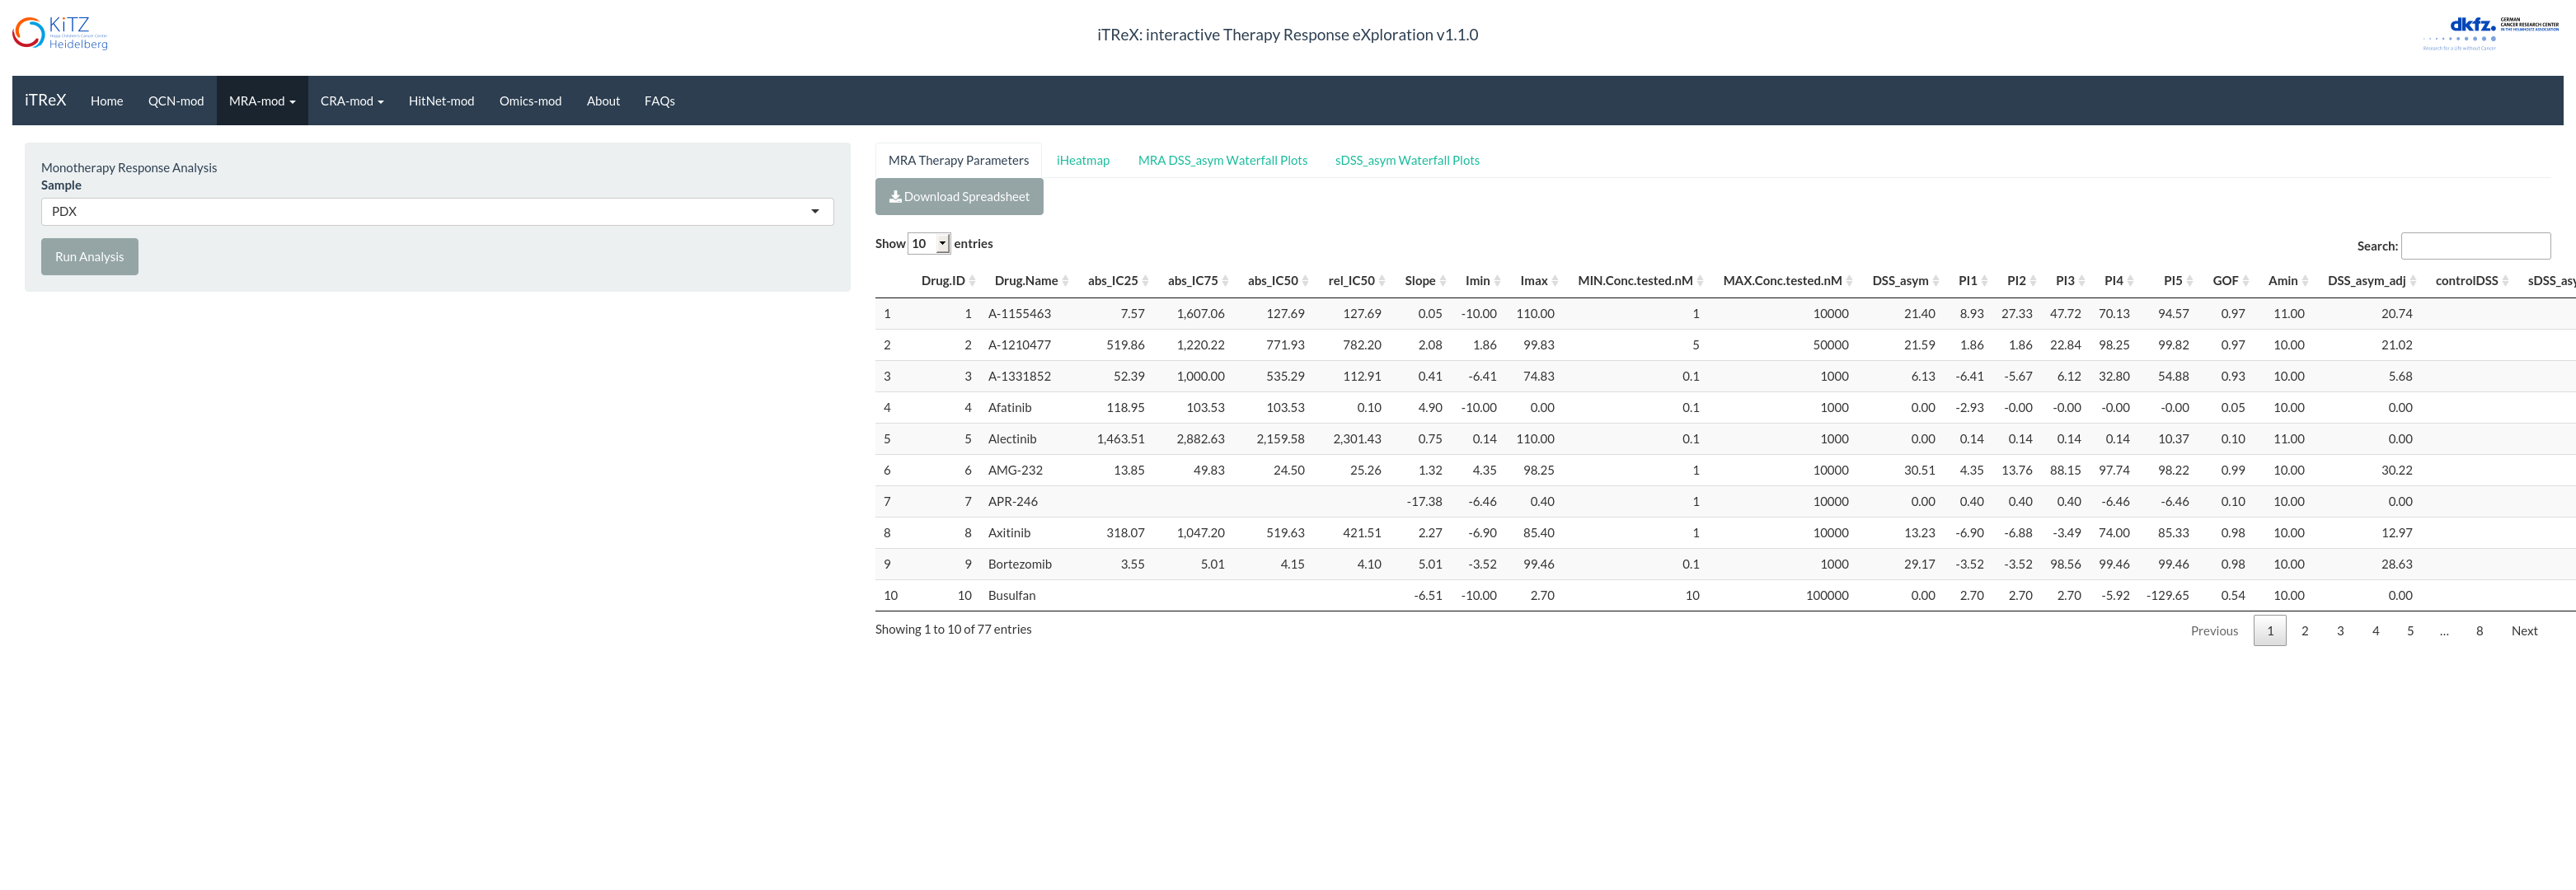 KiTZ
Heidelberg
iTReX: interactive Therapy Response eXploration v1.1.0
dkfz. GERMAN
CANCER RESEARCH CENTER
IN THE HELMHOLTZ ASSOCIATION
Research for a Life without Cancer
iTReX Home QCN-mod MRA-mod CRA-mod HitNet-mod Omics-mod About FAQs
Monotherapy Response Analysis
Sample
PDX
Run Analysis
MRA Therapy Parameters iHeatmap MRA DSS_asym Waterfall Plots sDSS_asym Waterfall Plots
Download Spreadsheet
Show 10 entries
Search:
Drug.ID Drug.Name abs_IC25 abs_IC75 abs_IC50 rel_IC50 Slope Imin Imax MIN.Conc.tested.nM MAX.Conc.tested.nM DSS_asym PI1 PI2 PI3 PI4 PI5 GOF Amin DSS_asym_adj controlDSS sDSS_asy
1 1 A-1155463 7.57 1,607.06 127.69 127.69 0.05 -10.00 110.00 1 10000 21.40 8.93 27.33 47.72 70.13 94.57 0.97 11.00 20.74
2 2 A-1210477 519.86 1,220.22 771.93 782.20 2.08 1.86 99.83 5 50000 21.59 1.86 1.86 22.84 98.25 99.82 0.97 10.00 21.02
3 3 A-1331852 52.39 1,000.00 535.29 112.91 0.41 -6.41 74.83 0.1 1000 6.13 -6.41 -5.67 6.12 32.80 54.88 0.93 10.00 5.68
4 4 Afatinib 118.95 103.53 103.53 0.10 4.90 -10.00 0.00 0.1 1000 0.00 -2.93 -0.00 -0.00 -0.00 -0.00 0.05 10.00 0.00
5 5 Alectinib 1,463.51 2,882.63 2,159.58 2,301.43 0.75 0.14 110.00 0.1 1000 0.00 0.14 0.14 0.14 0.14 10.37 0.10 11.00 0.00
6 6 AMG-232 13.85 49.83 24.50 25.26 1.32 4.35 98.25 1 10000 30.51 4.35 13.76 88.15 97.74 98.22 0.99 10.00 30.22
7 7 APR-246 -17.38 -6.46 0.40 1 10000 0.00 0.40 0.40 0.40 -6.46 -6.46 0.10 10.00 0.00
8 8 Axitinib 318.07 1,047.20 519.63 421.51 2.27 -6.90 85.40 1 10000 13.23 -6.90 -6.88 -3.49 74.00 85.33 0.98 10.00 12.97
9 9 Bortezomib 3.55 5.01 4.15 4.10 5.01 -3.52 99.46 0.1 1000 29.17 -3.52 -3.52 98.56 99.46 99.46 0.98 10.00 28.63
10 10 Busulfan -6.51 -10.00 2.70 10 100000 0.00 2.70 2.70 2.70 -5.92 -129.65 0.54 10.00 0.00
Showing 1 to 10 of 77 entries
Previous 1 2 3 4 5 … 8 Next